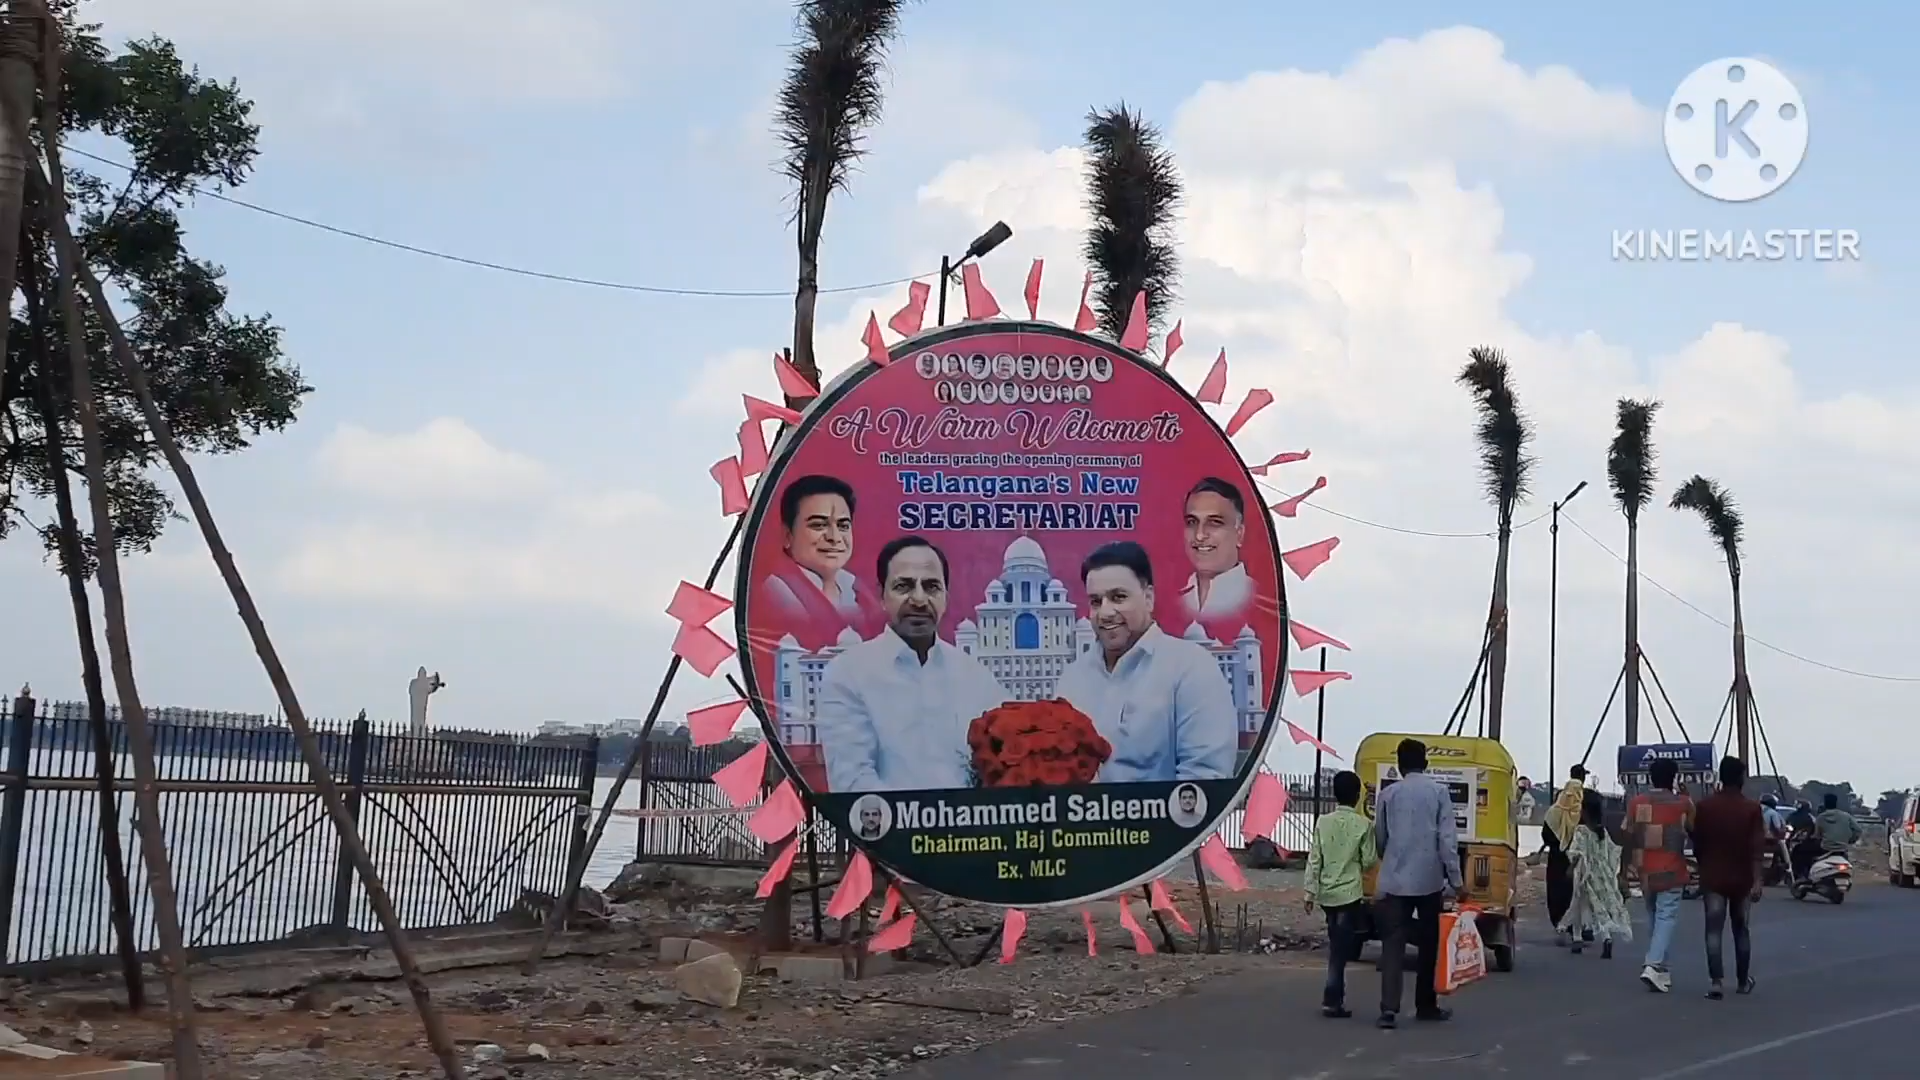 K
KINEMASTER
A Warm Welcome to
the leaders gracing the opening cermony of
Telangana's New
SECRETARIAT
Mohammed Saleem
Chairman, Haj Committee
Ex, MLC
Amul